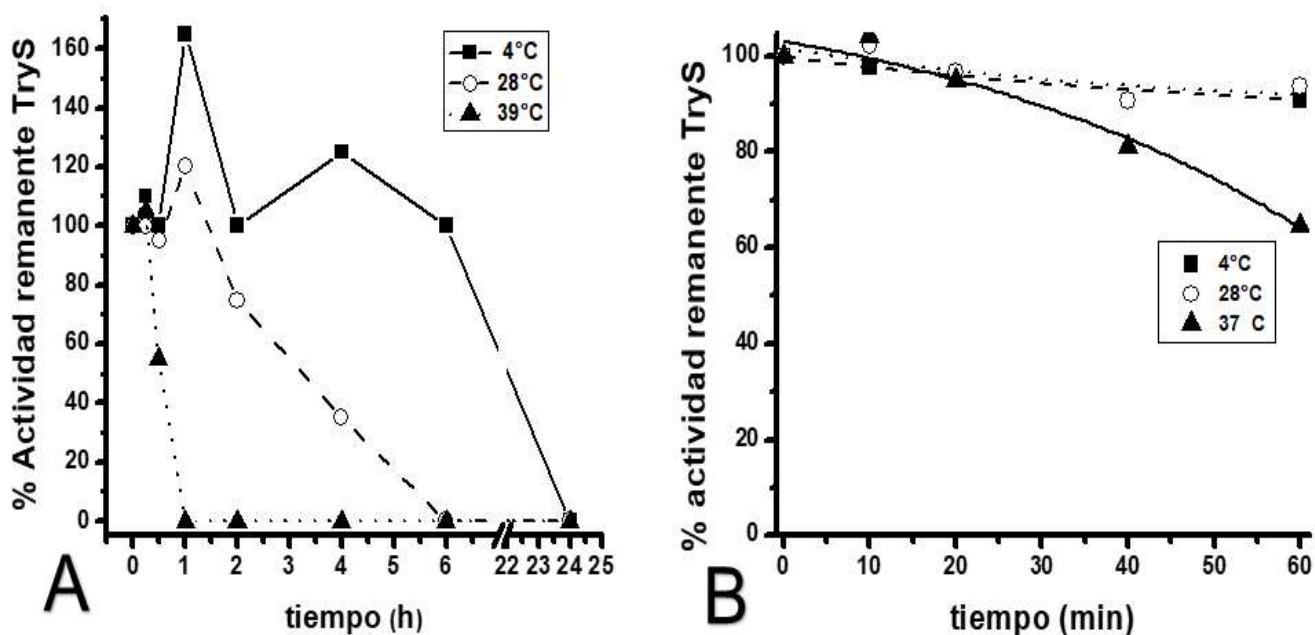 % Actividad remanente TryS
160
140
120
100
80
60
40
20
0
4°C
28°C
39°C
0 1 2 3 4 5 6 22 23 24 25
tiempo (h)
A
% actividad remanente TryS
100
80
60
40
20
0
4°C
28°C
37 C
0 10 20 30 40 50 60
tiempo (min)
B